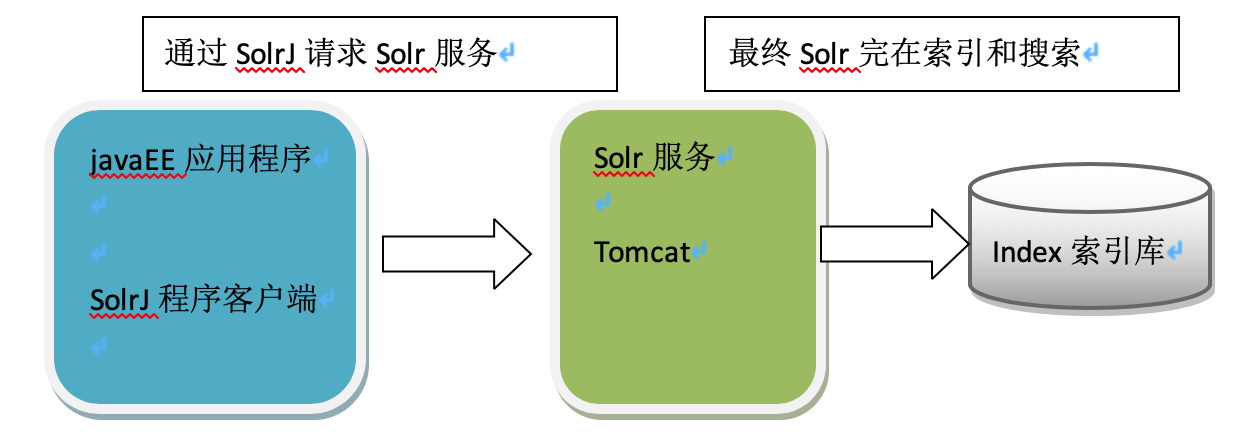 通过 SolrJ 请求 Solr 服务
最终 Solr 完在索引和搜索
javaEE 应用程序
SolrJ 程序客户端
Solr 服务
Tomcat
Index 索引库